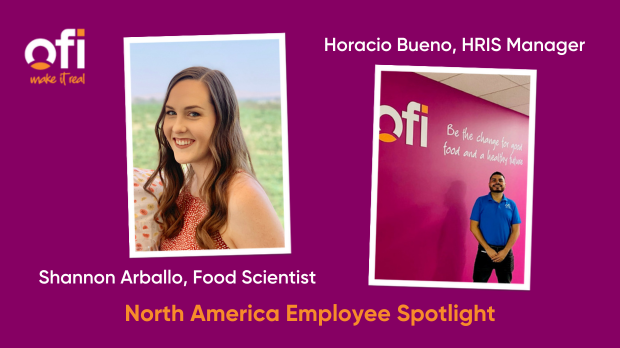 ofi
make it real
Horacio Bueno, HRIS Manager
ofi
Be the change for good
food and a healthy future
Shannon Arballo, Food Scientist
North America Employee Spotlight